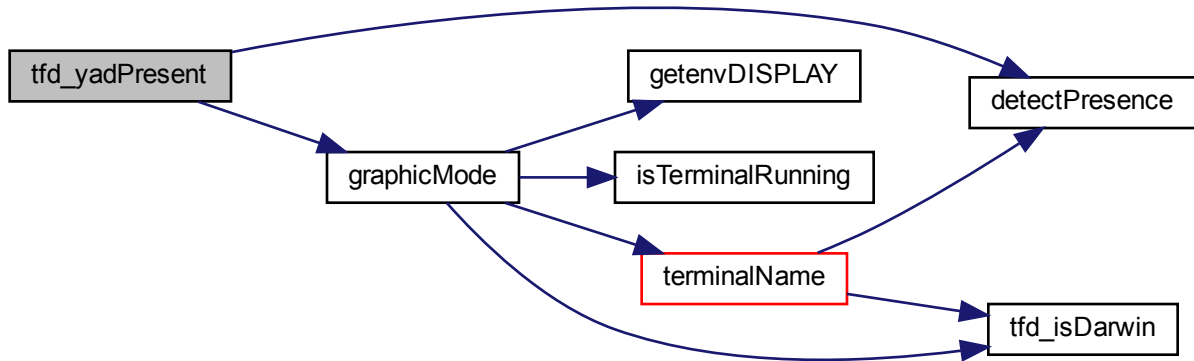 tfd_yadPresent
getenvDISPLAY
detectPresence
graphicMode
isTerminalRunning
terminalName
tfd_isDarwin